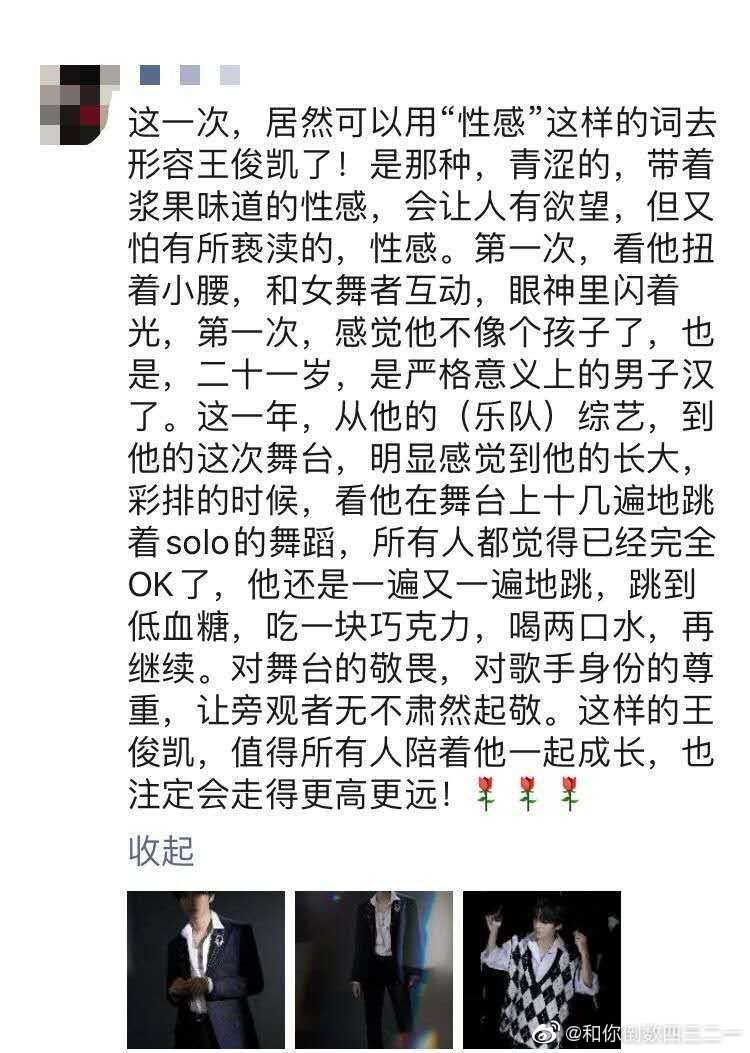 这一次，居然可以用“性感”这样的词去
形容王俊凯了！是那种，青涩的，带着
浆果味道的性感，会让人有欲望，但又
怕有所亵渎的，性感。第一次，看他扭
着小腰，和女舞者互动，眼神里闪着
光，第一次，感觉他不像个孩子了，也
是，二十一岁，是严格意义上的男子汉
了。这一年，从他的（乐队）综艺，到
他的这次舞台，明显感觉到他的长大，
彩排的时候，看他在舞台上十几遍地跳
着solo的舞蹈，所有人都觉得已经完全
OK了，他还是一遍又一遍地跳，跳到
低血糖，吃一块巧克力，喝两口水，再
继续。对舞台的敬畏，对歌手身份的尊
重，让旁观者无不肃然起敬。这样的王
俊凯，值得所有人陪着他一起成长，也
注定会走得更高更远！🌹🌹🌹
收起
@和你倒数四三二一